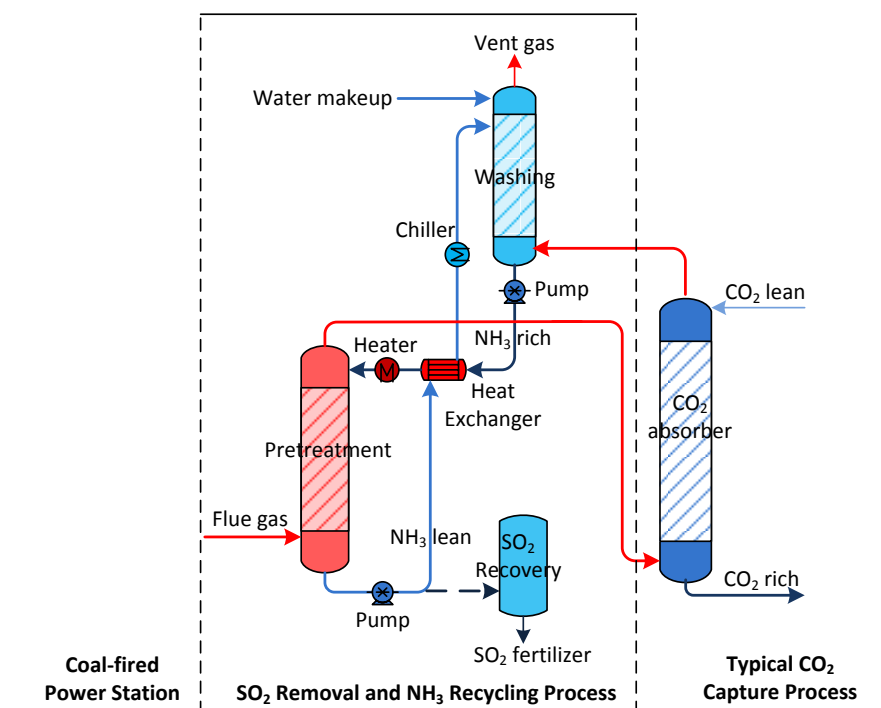 Vent gas
Water makeup
Washing
Chiller
Pump
CO₂ lean
NH₃ rich
Heater
Heat
Exchanger
CO₂
absorber
Pretreatment
Flue gas
NH₃ lean
SO₂
Recovery
CO₂ rich
Pump
SO₂ fertilizer
Coal-fired
Power Station
SO₂ Removal and NH₃ Recycling Process
Typical CO₂
Capture Process